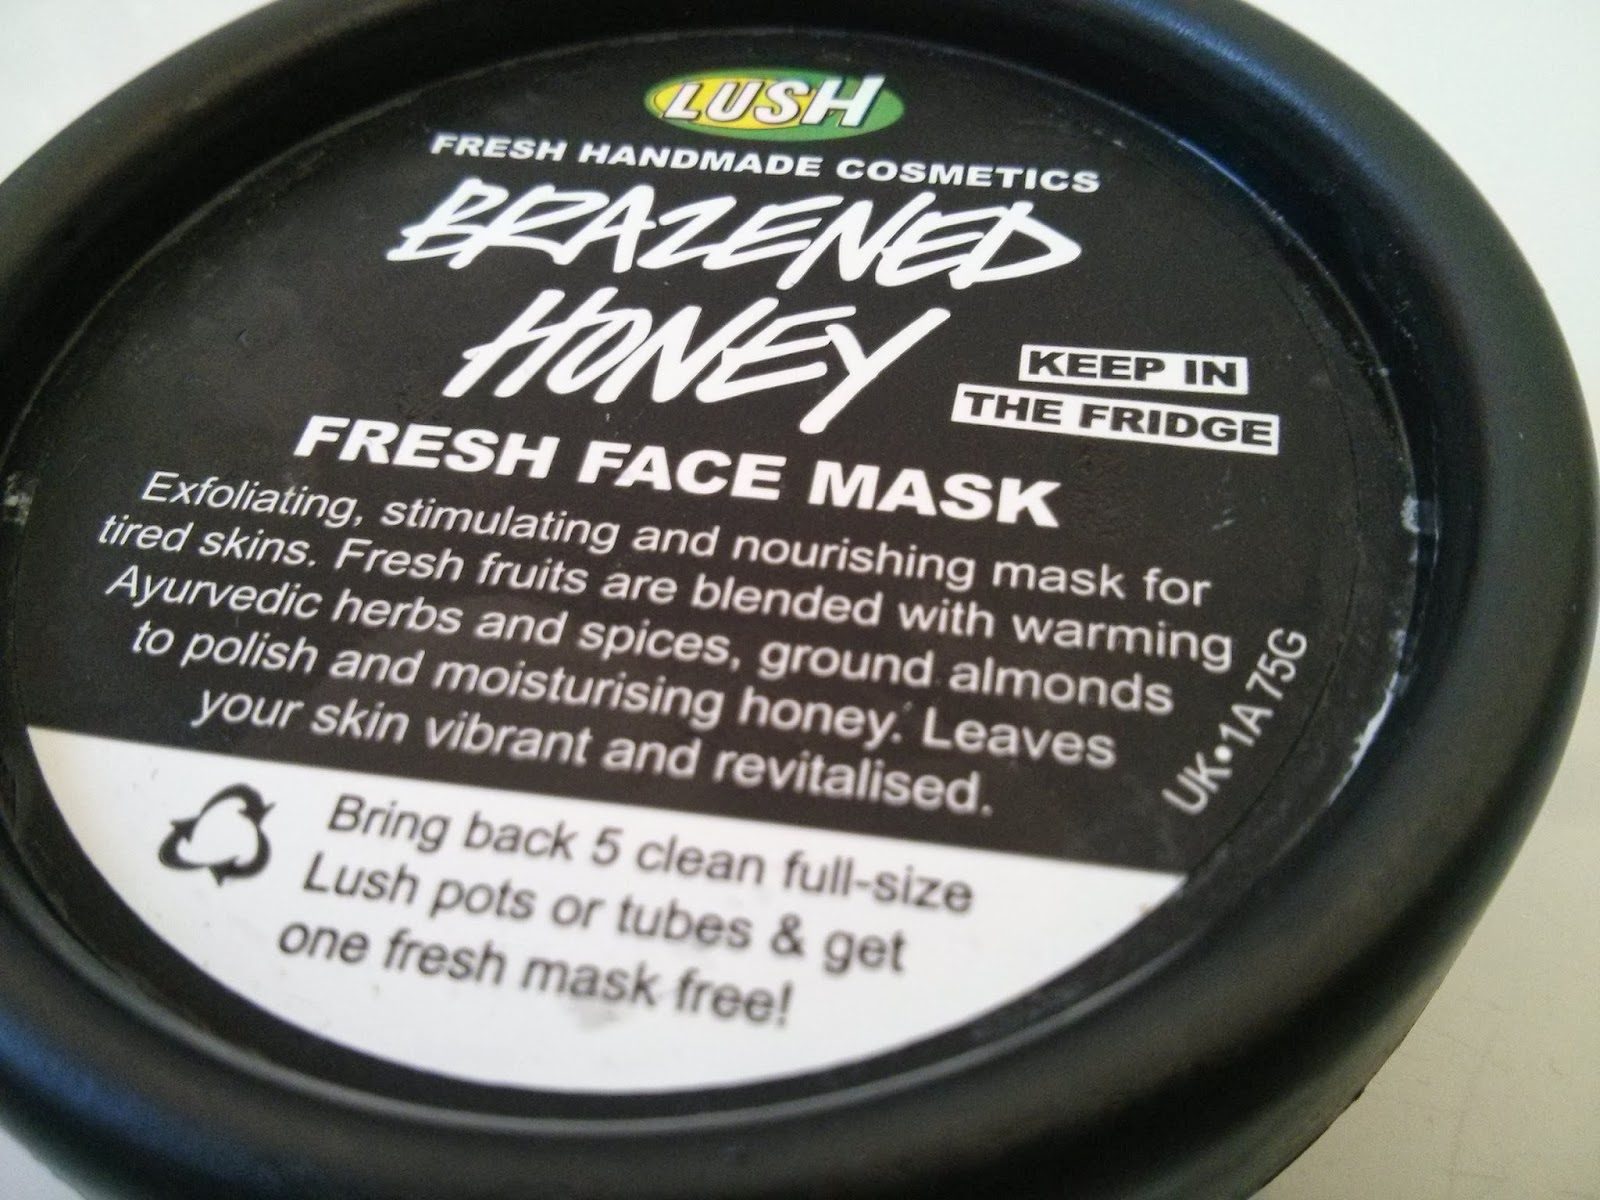 LUSH
FRESH HANDMADE COSMETICS
BRAZENED
HONEY
KEEP IN
THE FRIDGE
FRESH FACE MASK
Exfoliating, stimulating and nourishing mask for
tired skins. Fresh fruits are blended with warming
Ayurvedic herbs and spices, ground almonds
to polish and moisturising honey. Leaves
your skin vibrant and revitalised.
UK•1A 75G
Bring back 5 clean full-size
Lush pots or tubes & get
one fresh mask free!